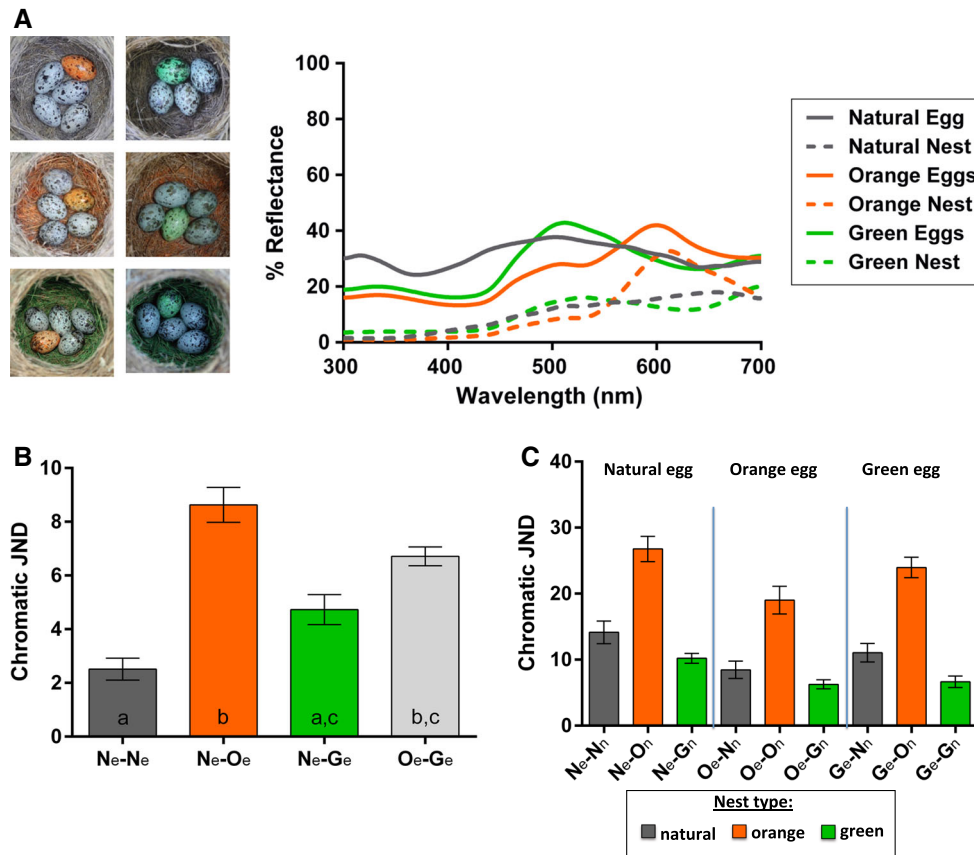 A
% Reflectance
100
80
60
40
20
0
300
400
500
600
700
Wavelength (nm)
Natural Egg
Natural Nest
Orange Eggs
Orange Nest
Green Eggs
Green Nest
B
Chromatic JND
10
8
6
4
2
0
a
b
a,c
b,c
Ne-Ne
Ne-Oe
Ne-Ge
Oe-Ge
C
Chromatic JND
40
30
20
10
0
Natural egg
Orange egg
Green egg
Ne-Nn
Ne-On
Ne-Gn
Oe-Nn
Oe-On
Oe-Gn
Ge-Nn
Ge-On
Ge-Gn
Nest type:
natural
orange
green